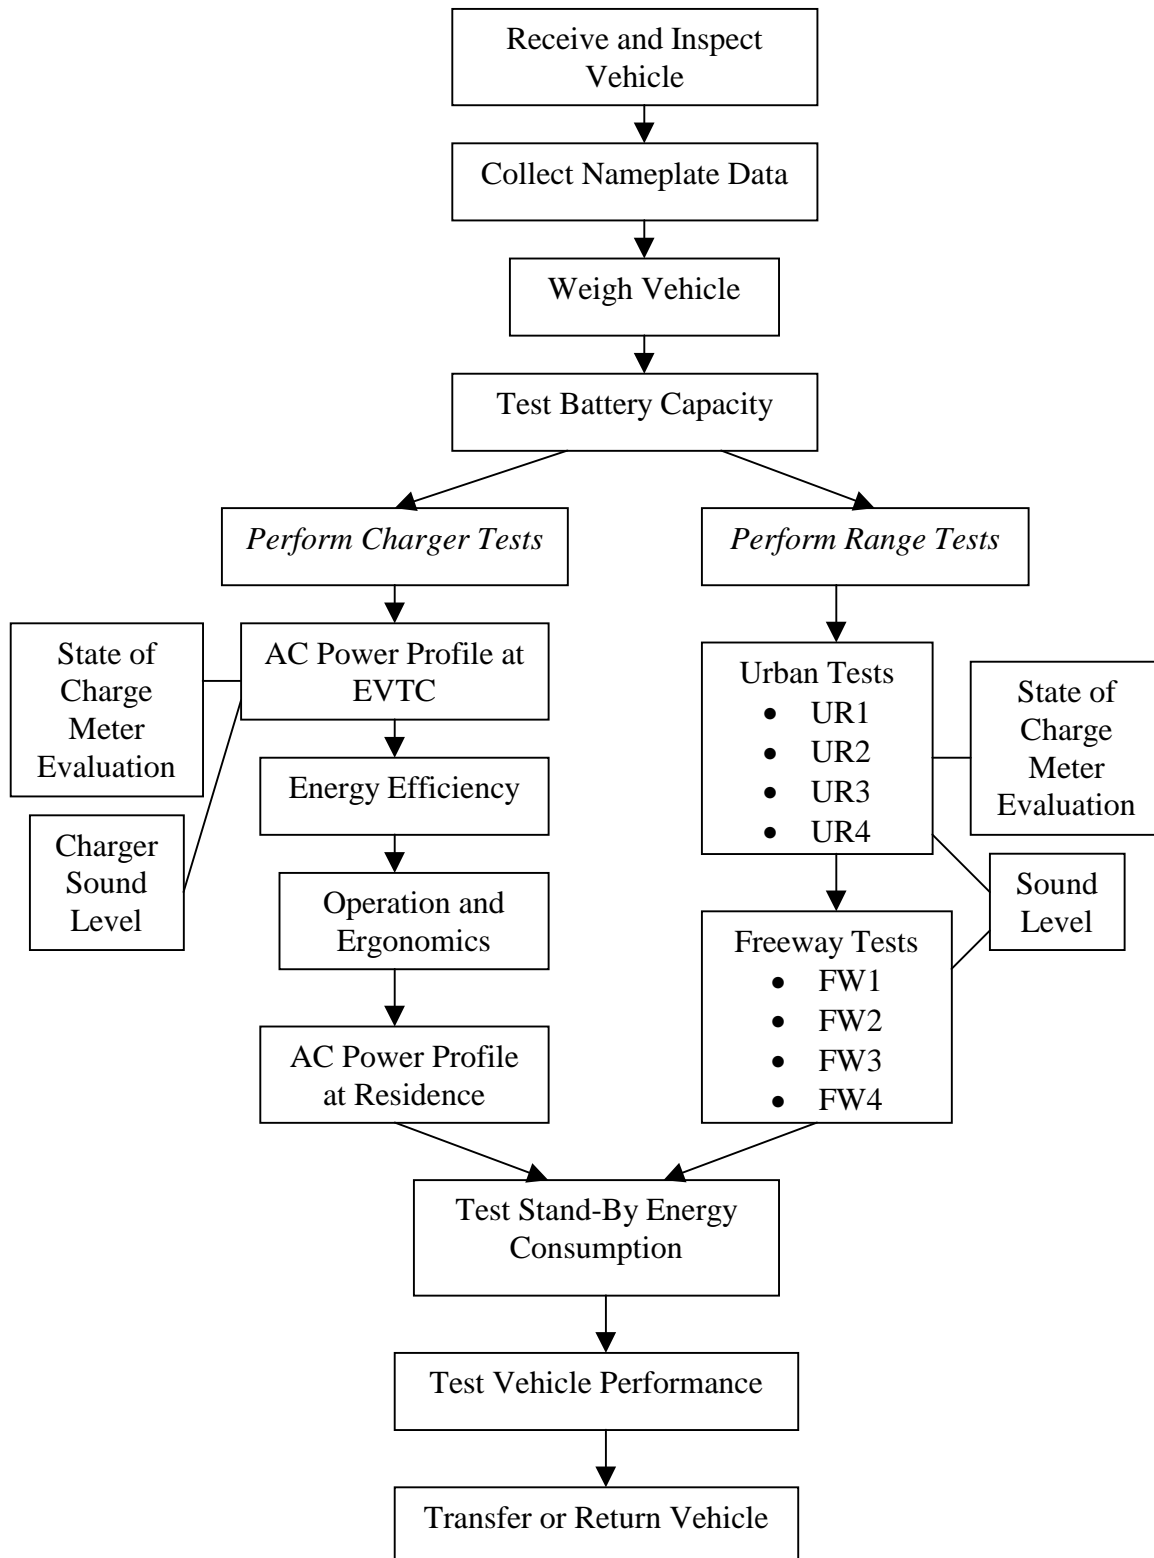 Receive and Inspect
Vehicle
Collect Nameplate Data
Weigh Vehicle
Test Battery Capacity
Perform Charger Tests
Perform Range Tests
State of
Charge
Meter
Evaluation
AC Power Profile at
EVTC
Urban Tests
• UR1
• UR2
• UR3
• UR4
State of
Charge
Meter
Evaluation
Energy Efficiency
Charger
Sound
Level
Operation and
Ergonomics
Sound
Level
Freeway Tests
• FW1
• FW2
• FW3
• FW4
AC Power Profile
at Residence
Test Stand-By Energy
Consumption
Test Vehicle Performance
Transfer or Return Vehicle